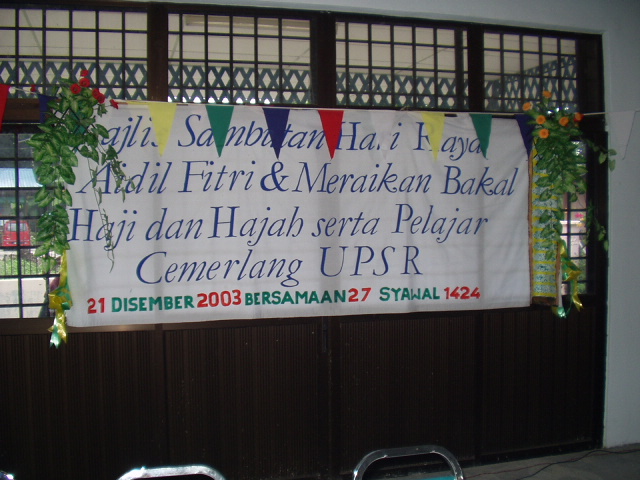 Majlis Sambutan Hari Raya
Aidil Fitri & Meraikan Bakal
Haji dan Hajah serta Pelajar
Cemerlang UPSR
21 DISEMBER 2003 BERSAMAAN 27 SYAWAL 1424